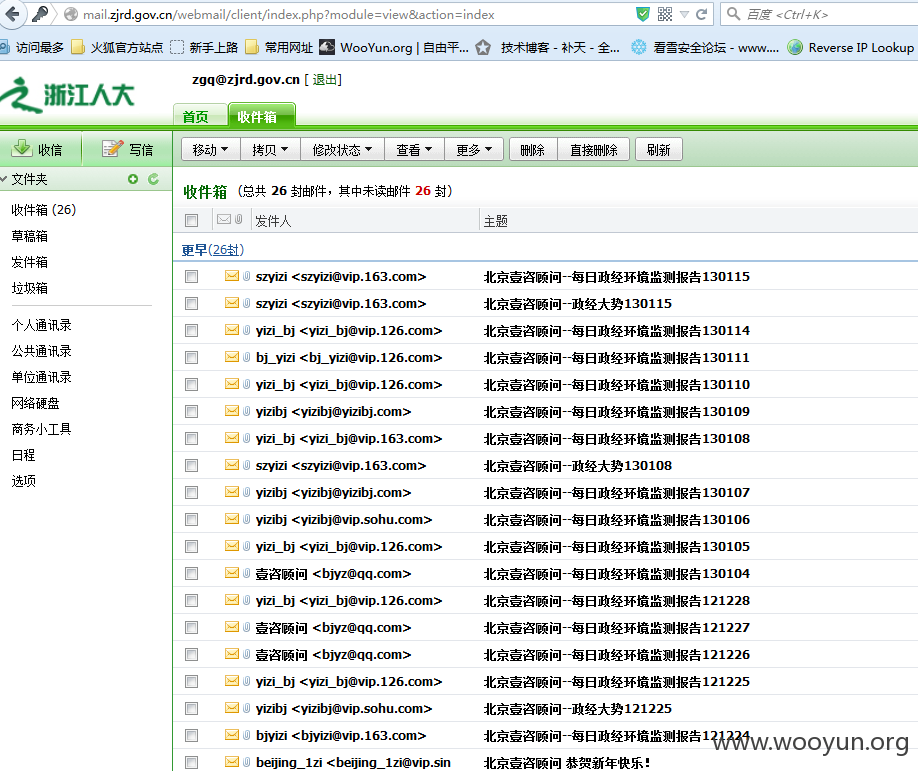 mail.zjrd.gov.cn/webmail/client/index.php?module=view&action=index
百度 <Ctrl+K>
访问最多 火狐官方站点 新手上路 常用网址 WooYun.org | 自由平... 技术博客 - 补天 - 全... 看雪安全论坛 - www.... Reverse IP Lookup
zgq@zjrd.gov.cn [ 退出]
浙江人大
首页 收件箱
收信 写信 移动 拷贝 修改状态 查看 更多 删除 直接删除 刷新
文件夹
收件箱 (26)
草稿箱
发件箱
垃圾箱
个人通讯录
公共通讯录
单位通讯录
网络硬盘
商务小工具
日程
选项
收件箱 (总共 26 封邮件，其中未读邮件 26 封)
发件人 主题
更早(26封)
szyizi <szyizi@vip.163.com> 北京壹咨顾问--每日政经环境监测报告130115
szyizi <szyizi@vip.163.com> 北京壹咨顾问--政经大势130115
yizi_bj <yizi_bj@vip.126.com> 北京壹咨顾问--每日政经环境监测报告130114
bj_yizi <bj_yizi@vip.126.com> 北京壹咨顾问--每日政经环境监测报告130111
yizi_bj <yizi_bj@vip.126.com> 北京壹咨顾问--每日政经环境监测报告130110
yizibj <yizibj@yizibj.com> 北京壹咨顾问--每日政经环境监测报告130109
yizi_bj <yizi_bj@vip.163.com> 北京壹咨顾问--每日政经环境监测报告130108
szyizi <szyizi@vip.163.com> 北京壹咨顾问--政经大势130108
yizibj <yizibj@yizibj.com> 北京壹咨顾问--每日政经环境监测报告130107
yizibj <yizibj@vip.sohu.com> 北京壹咨顾问--每日政经环境监测报告130106
yizi_bj <yizi_bj@vip.126.com> 北京壹咨顾问--每日政经环境监测报告130105
壹咨顾问 <bjyz@qq.com> 北京壹咨顾问--每日政经环境监测报告130104
yizi_bj <yizi_bj@vip.126.com> 北京壹咨顾问--每日政经环境监测报告121228
壹咨顾问 <bjyz@qq.com> 北京壹咨顾问--每日政经环境监测报告121227
壹咨顾问 <bjyz@qq.com> 北京壹咨顾问--每日政经环境监测报告121226
yizi_bj <yizi_bj@vip.126.com> 北京壹咨顾问--每日政经环境监测报告121225
yizibj <yizibj@vip.sohu.com> 北京壹咨顾问--政经大势121225
bjyizi <bjyizi@vip.163.com> 北京壹咨顾问--每日政经环境监测报告121224
www.wooyun.org
beijing_1zi <beijing_1zi@vip.sin 北京壹咨顾问 恭贺新年快乐！